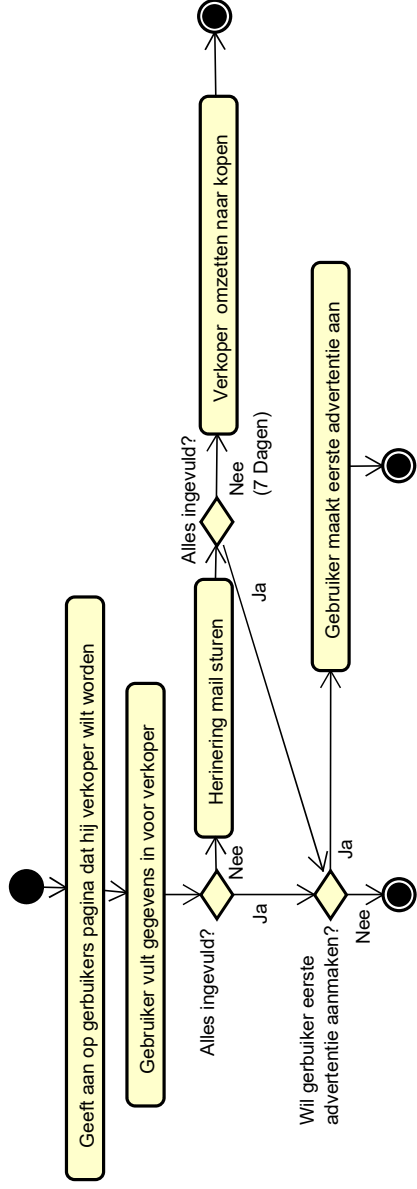 Geeft aan op gerbuikers pagina dat hij verkoper wilt worden
Gebruiker vult gegevens in voor verkoper
Alles ingevuld?
Nee
Herinering mail sturen
Alles ingevuld?
Nee
(7 Dagen)
Verkoper omzetten naar kopen
Ja
Ja
Wil gerbuiker eerste
advertentie aanmaken?
Ja
Gebruiker maakt eerste advertentie aan
Nee